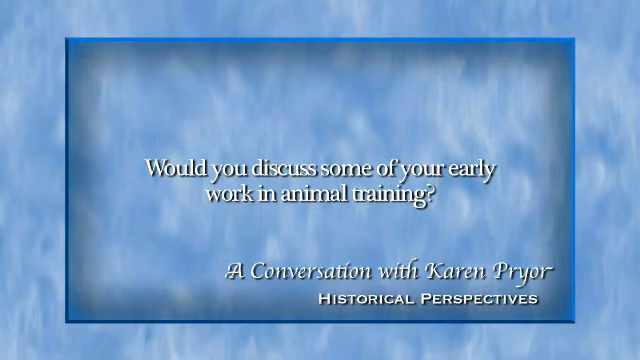 Would you discuss some of your early
work in animal training?
A Conversation with Karen Pryor
Historical Perspectives